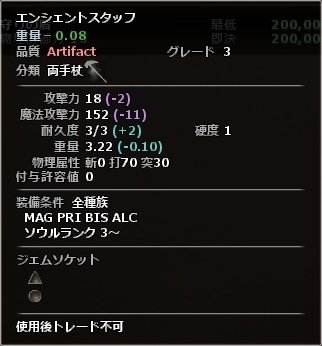 エンシェントスタッフ
重量－0.08
品質 Artifact グレード 3
分類 両手杖
攻撃力 18 (-2)
魔法攻撃力 152 (-11)
耐久度 3/3 (+2) 硬度 1
重量 3.22 (-0.10)
物理属性 斬0 打70 突30
付与許容値 0
装備条件 全種族
MAG PRI BIS ALC
ソウルランク 3～
ジェムソケット
使用後トレード不可
最低 200,00
即決 200,00